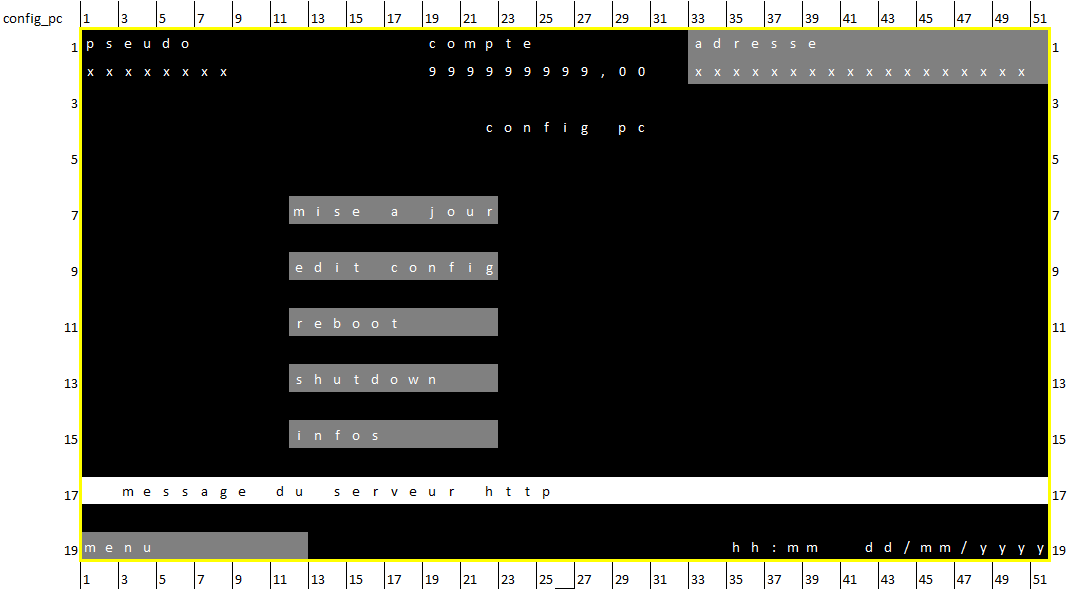 config_pc 1 3 5 7 9 11 13 15 17 19 21 23 25 27 29 31 33 35 37 39 41 43 45 47 49 51
1 pseudo compte adresse 1
xxxxxxxx 999999999,00 xxxxxxxxxxxxxxxxxx
3 3
config pc
5 5
7 mise a jour 7
9 edit config 9
11 reboot 11
13 shutdown 13
15 infos 15
17 message du serveur http 17
19 menu hh:mm dd/mm/yyyy 19
1 3 5 7 9 11 13 15 17 19 21 23 25 27 29 31 33 35 37 39 41 43 45 47 49 51